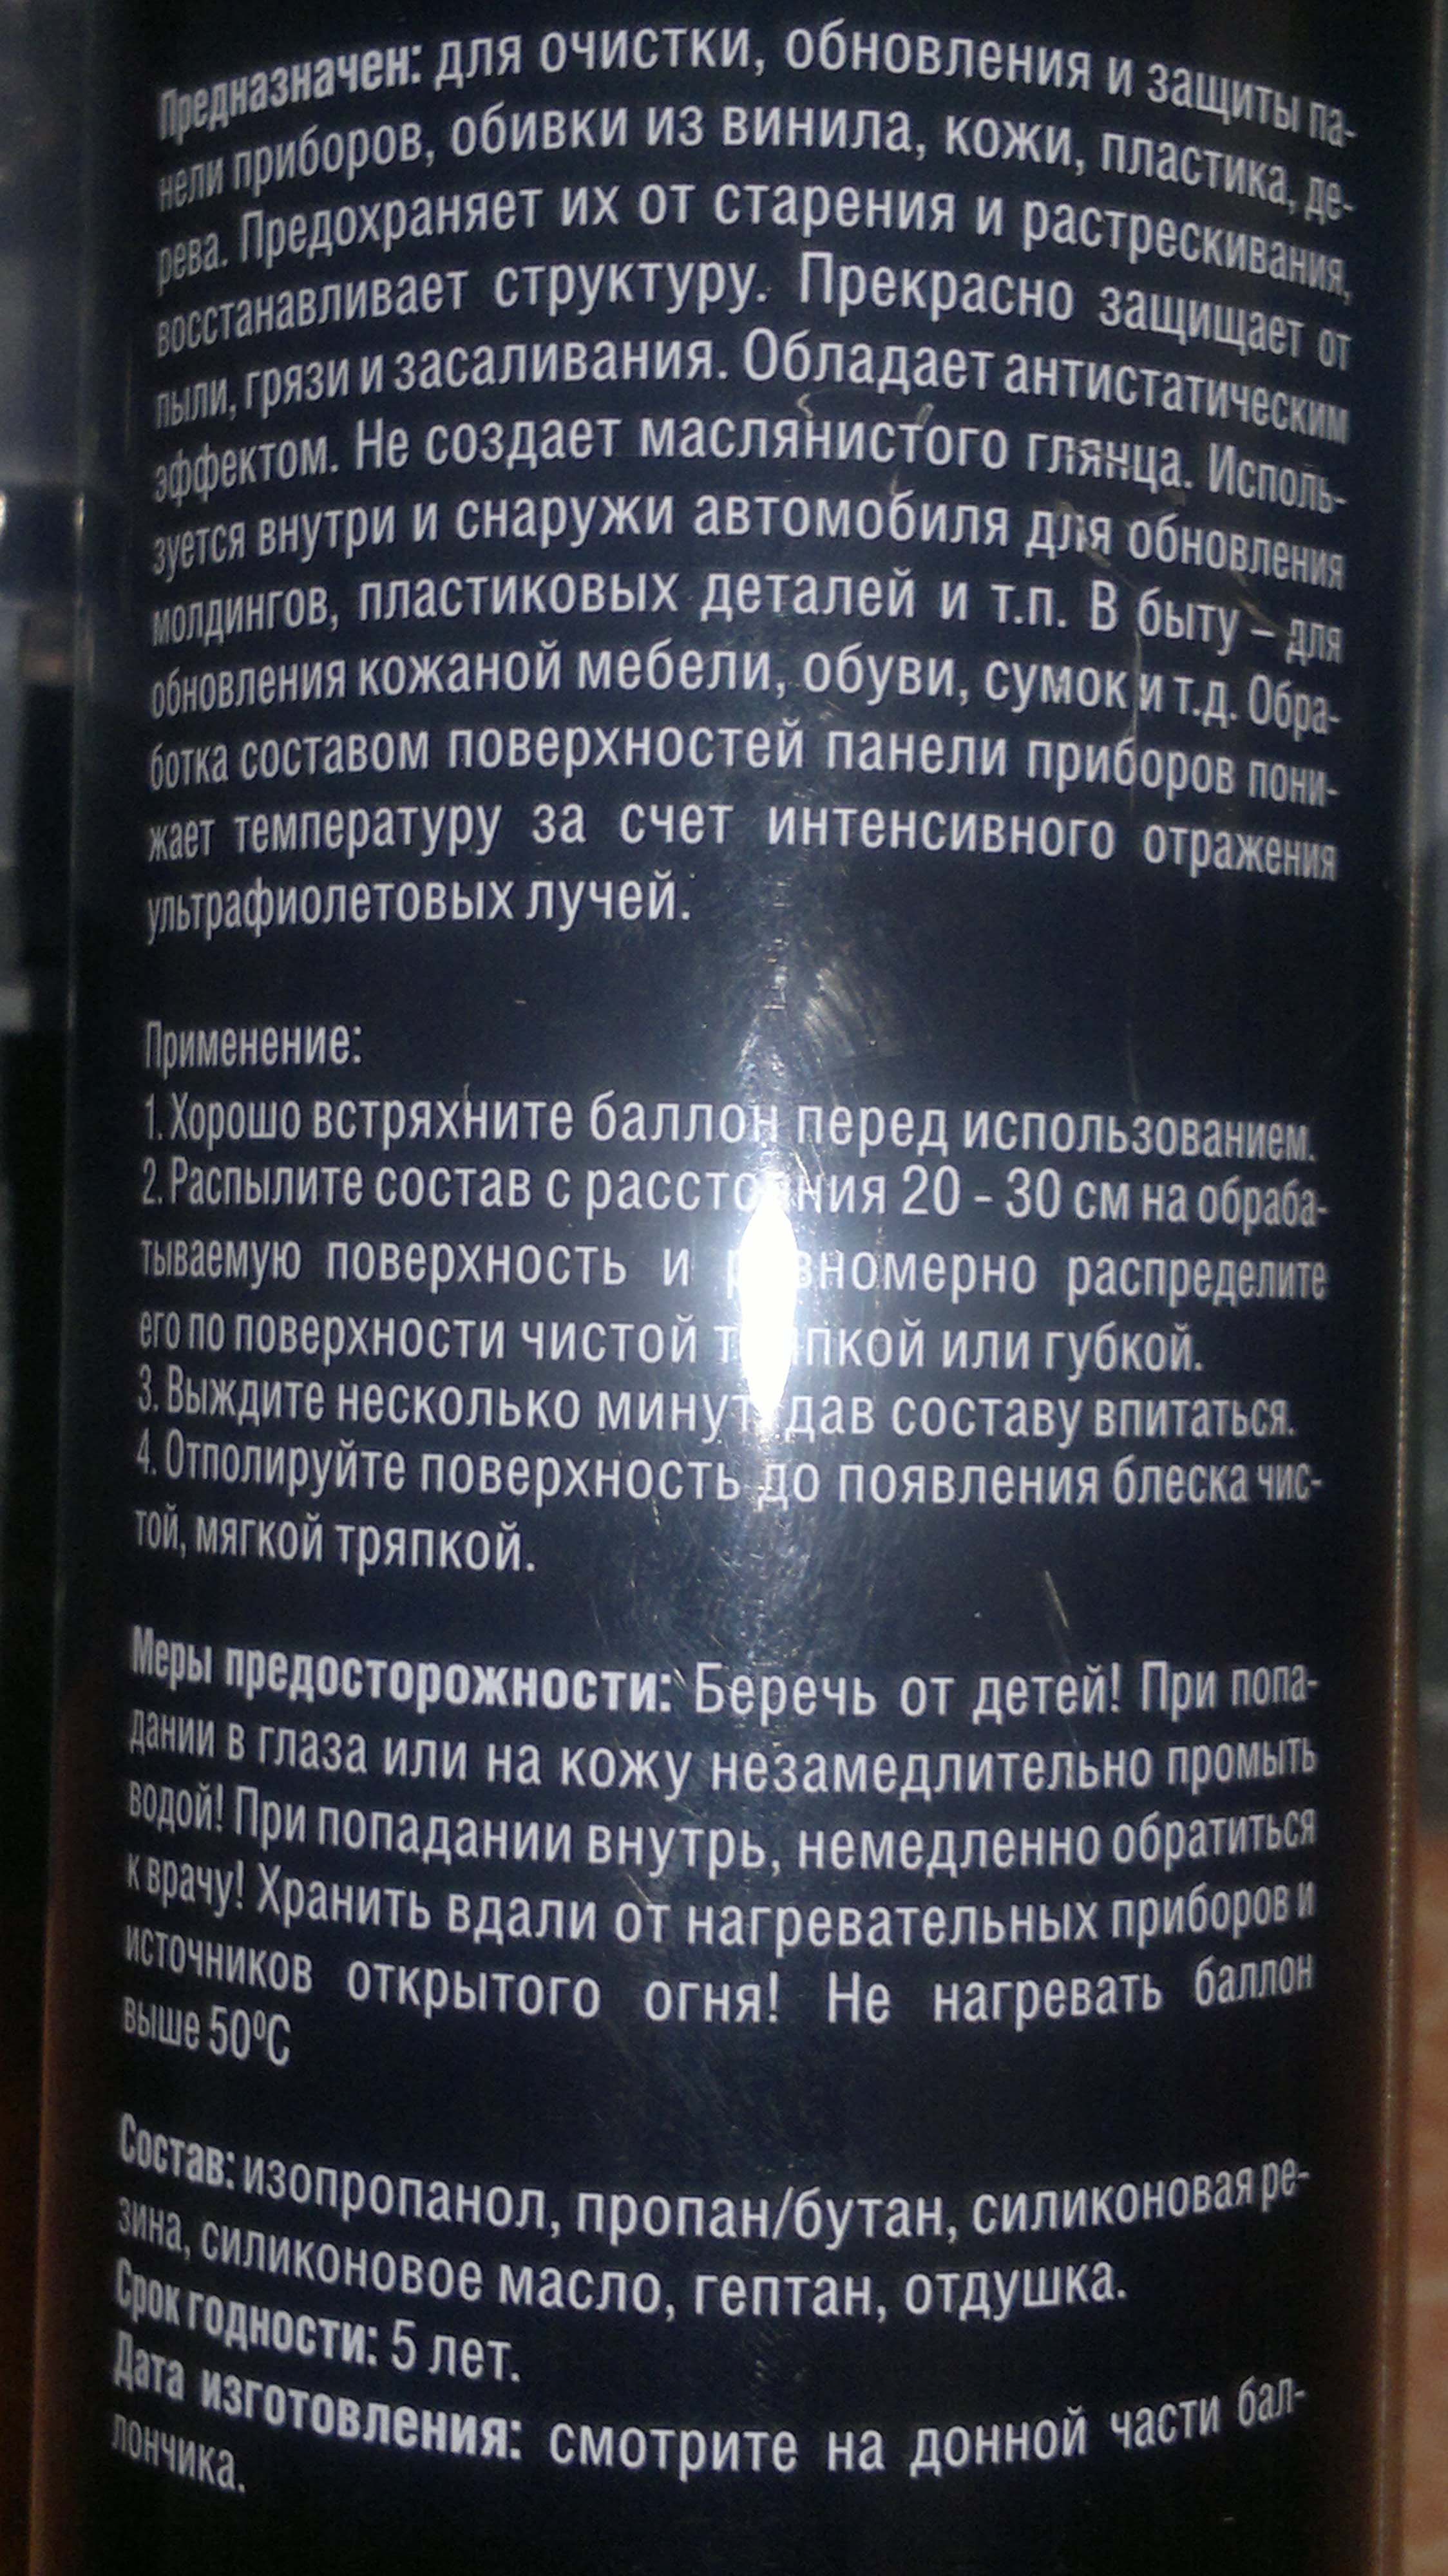 Предназначен: для очистки, обновления и защиты па-
нели приборов, обивки из винила, кожи, пластика, де-
рева. Предохраняет их от старения и растрескивания,
восстанавливает структуру. Прекрасно защищает от
пыли, грязи и засаливания. Обладает антистатическим
эффектом. Не создает маслянистого глянца. Исполь-
зуется внутри и снаружи автомобиля для обновления
молдингов, пластиковых деталей и т.п. В быту – для
обновления кожаной мебели, обуви, сумок и т.д. Обра-
ботка составом поверхностей панели приборов пони-
жает температуру за счет интенсивного отражения
ультрафиолетовых лучей.
Применение:
1. Хорошо встряхните баллон перед использованием.
2. Распылите состав с расстояния 20 - 30 см на обраба-
тываемую поверхность и равномерно распределите
его по поверхности чистой тряпкой или губкой.
3. Выждите несколько минут дав составу впитаться.
4. Отполируйте поверхность до появления блеска чис-
той, мягкой тряпкой.
Меры предосторожности: Беречь от детей! При попа-
дании в глаза или на кожу незамедлительно промыть
водой! При попадании внутрь, немедленно обратиться
к врачу! Хранить вдали от нагревательных приборов и
источников открытого огня! Не нагревать баллон
выше 50ºС
Состав: изопропанол, пропан/бутан, силиконовая ре-
зина, силиконовое масло, гептан, отдушка.
Срок годности: 5 лет.
Дата изготовления: смотрите на донной части бал-
лончика.